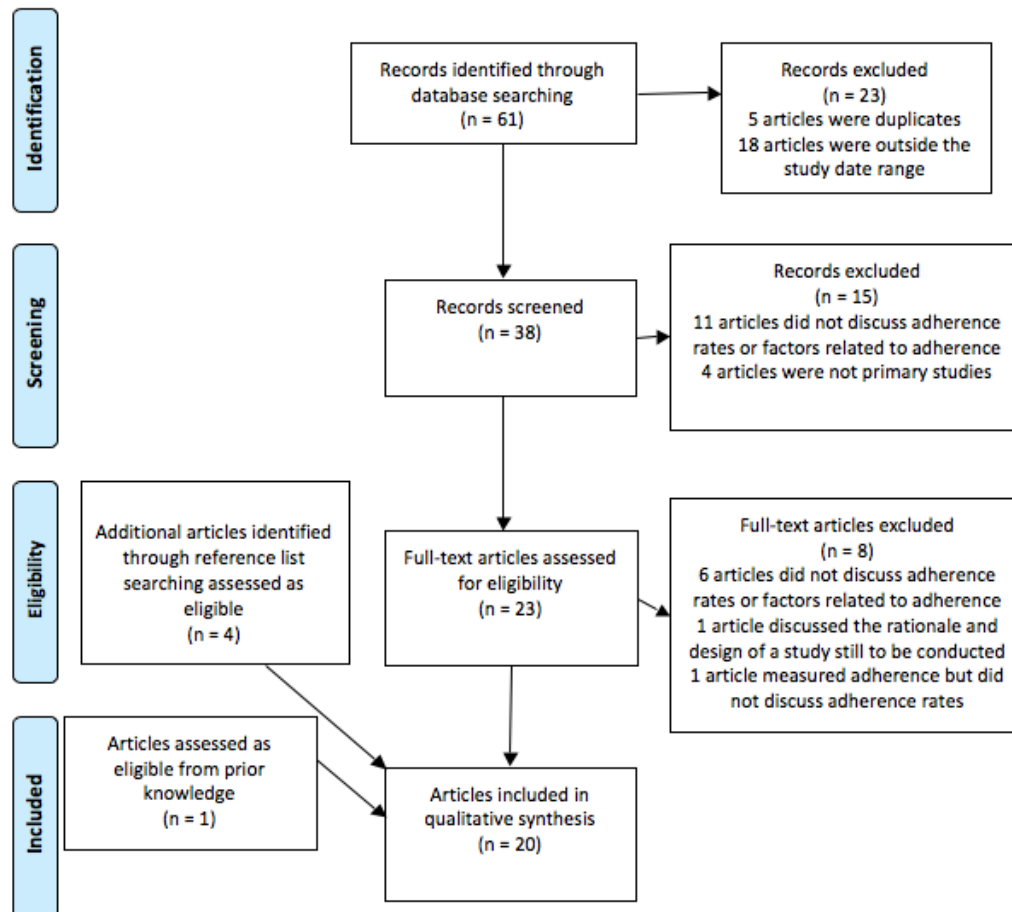 Identification
Records identified through
database searching
(n = 61)
Records excluded
(n = 23)
5 articles were duplicates
18 articles were outside the
study date range
Screening
Records screened
(n = 38)
Records excluded
(n = 15)
11 articles did not discuss adherence
rates or factors related to adherence
4 articles were not primary studies
Eligibility
Additional articles identified
through reference list
searching assessed as
eligible
(n = 4)
Full-text articles assessed
for eligibility
(n = 23)
Full-text articles excluded
(n = 8)
6 articles did not discuss adherence
rates or factors related to adherence
1 article discussed the rationale and
design of a study still to be conducted
1 article measured adherence but did
not discuss adherence rates
Included
Articles assessed as
eligible from prior
knowledge
(n = 1)
Articles included in
qualitative synthesis
(n = 20)